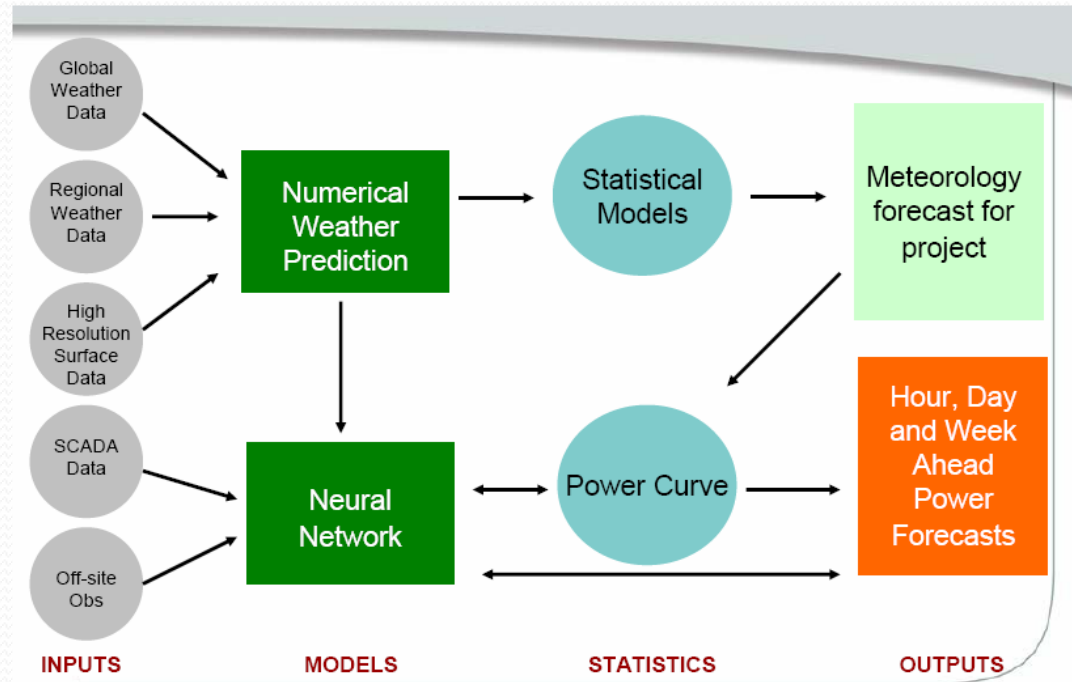 Global
Weather
Data
Regional
Weather
Data
High
Resolution
Surface
Data
SCADA
Data
Off-site
Obs
Numerical
Weather
Prediction
Neural
Network
Statistical
Models
Power Curve
Meteorology
forecast for
project
Hour, Day
and Week
Ahead
Power
Forecasts
INPUTS
MODELS
STATISTICS
OUTPUTS